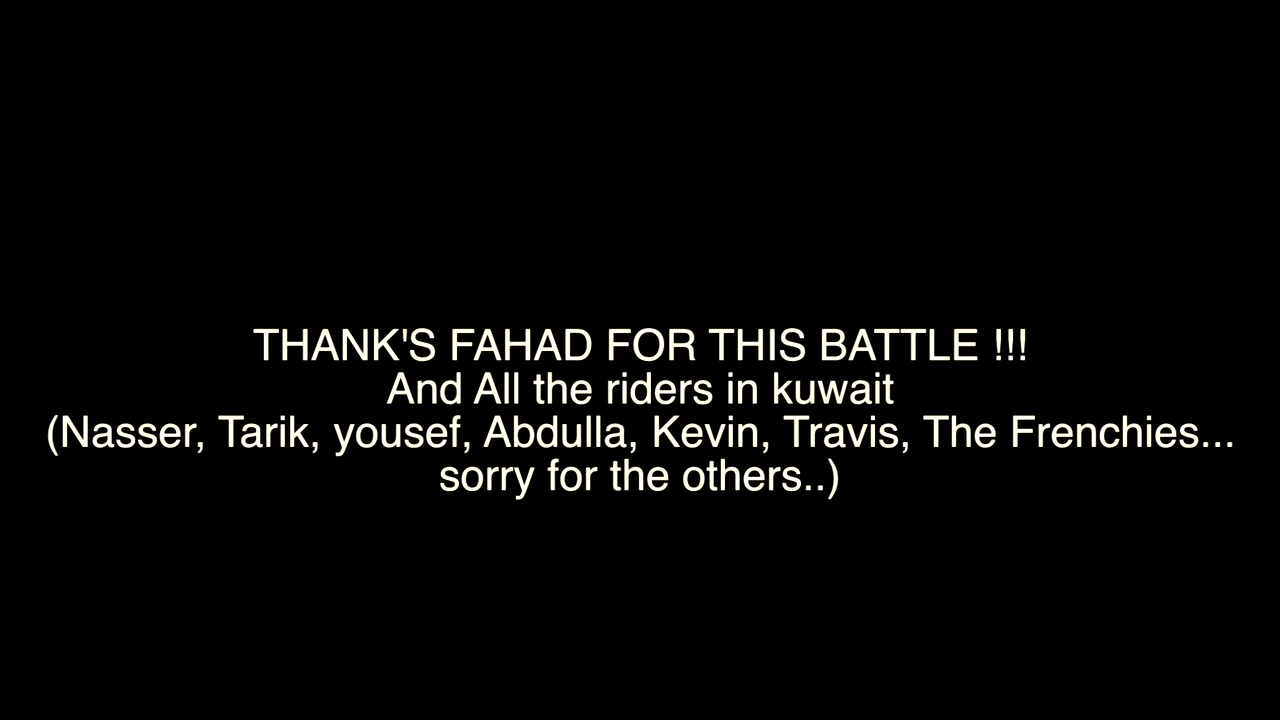 THANK'S FAHAD FOR THIS BATTLE !!!
And All the riders in kuwait
(Nasser, Tarik, yousef, Abdulla, Kevin, Travis, The Frenchies...
sorry for the others..)